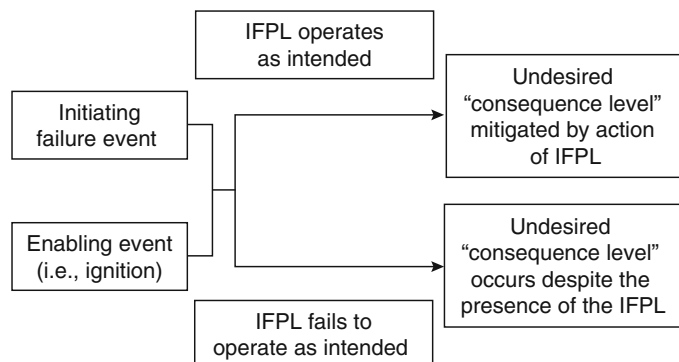 IFPL operates
as intended
Initiating
failure event
Undesired
“consequence level”
mitigated by action
of IFPL
Enabling event
(i.e., ignition)
Undesired
“consequence level”
occurs despite the
presence of the IFPL
IFPL fails to
operate as intended